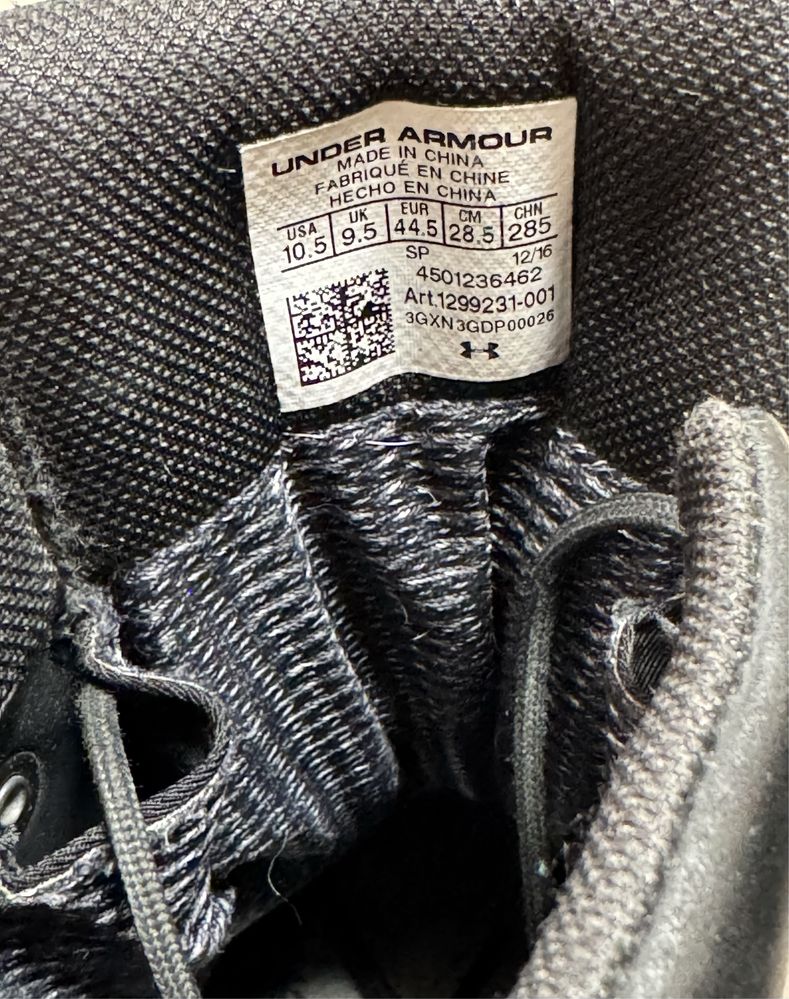 UNDER ARMOUR
MADE IN CHINA
FABRIQUÉ EN CHINE
HECHO EN CHINA
USA UK EUR CM CHN
10.5 9.5 44.5 28.5 285
SP 12/16
4501236462
Art.1299231-001
3GXN3GDP00026